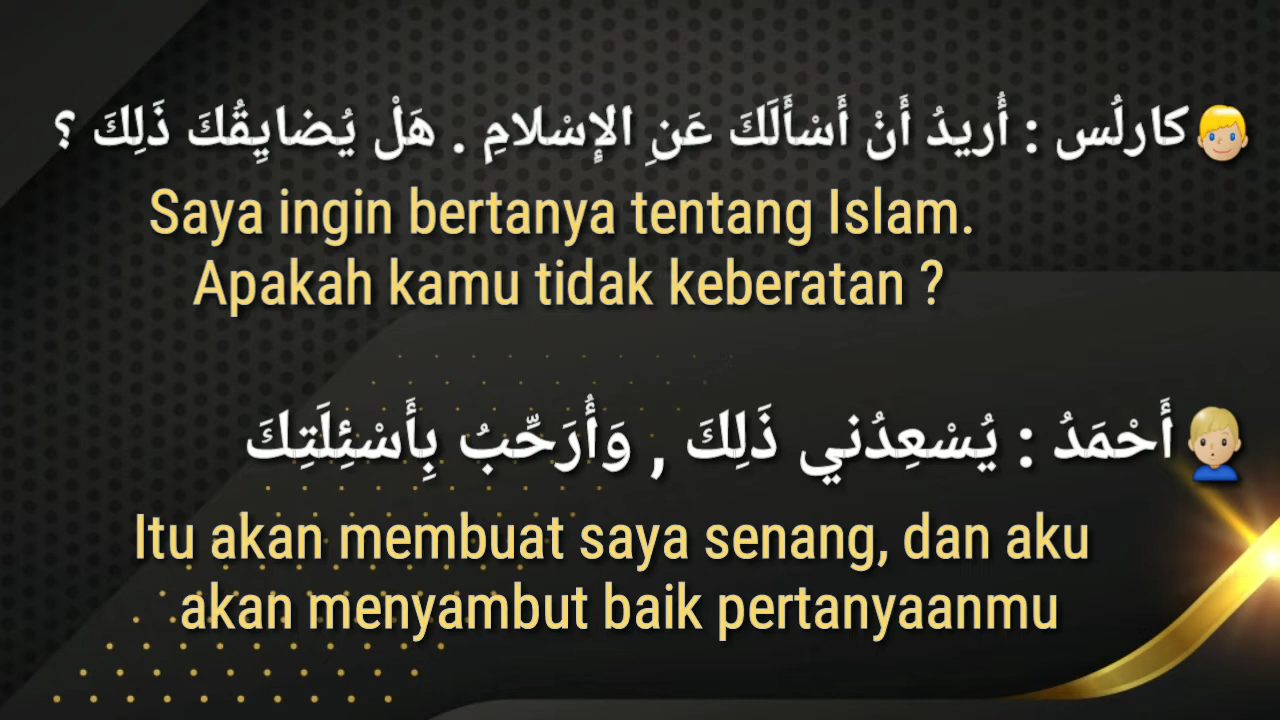 كارلُس : أُريدُ أَنْ أَسْأَلَكَ عَنِ الإِسْلامِ . هَلْ يُضايِقُكَ ذَلِكَ ؟
Saya ingin bertanya tentang Islam.
Apakah kamu tidak keberatan ?
أَحْمَدُ : يُسْعِدُني ذَلِكَ , وَأُرَحِّبُ بِأَسْئِلَتِكَ
Itu akan membuat saya senang, dan aku
akan menyambut baik pertanyaanmu